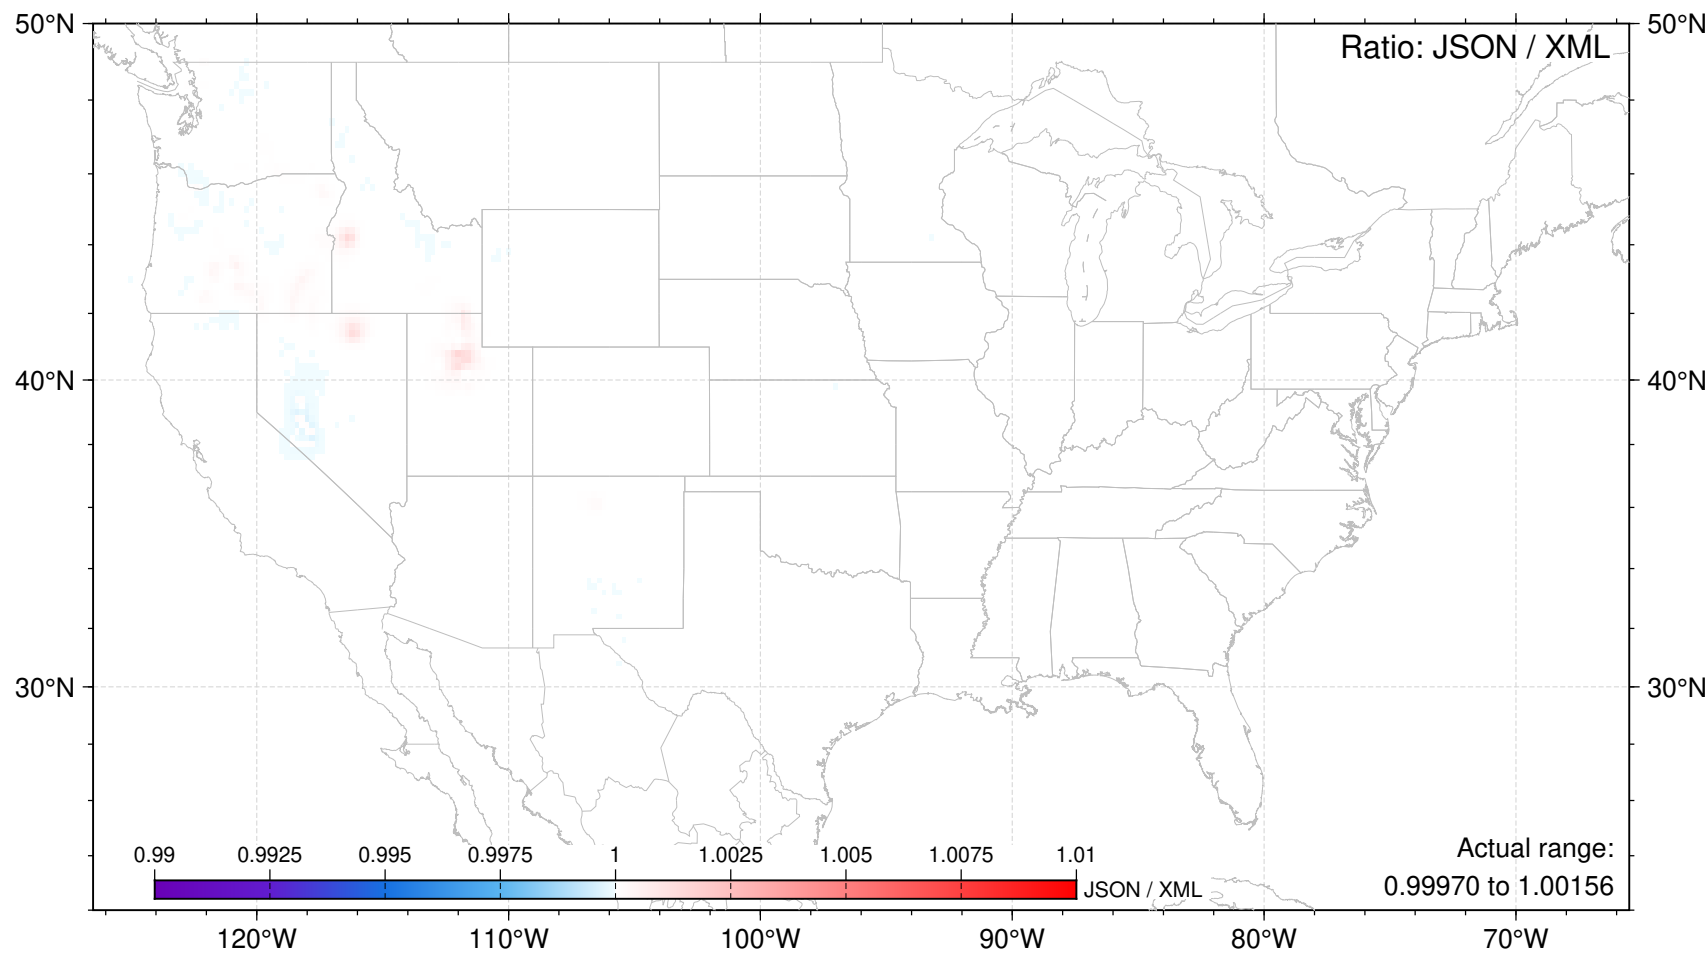 50°N
50°N
Ratio: JSON / XML
40°N
40°N
30°N
30°N
Actual range:
0.99 0.9925 0.995 0.9975 1 1.0025 1.005 1.0075 1.01
JSON / XML
0.99970 to 1.00156
120°W 110°W 100°W 90°W 80°W 70°W